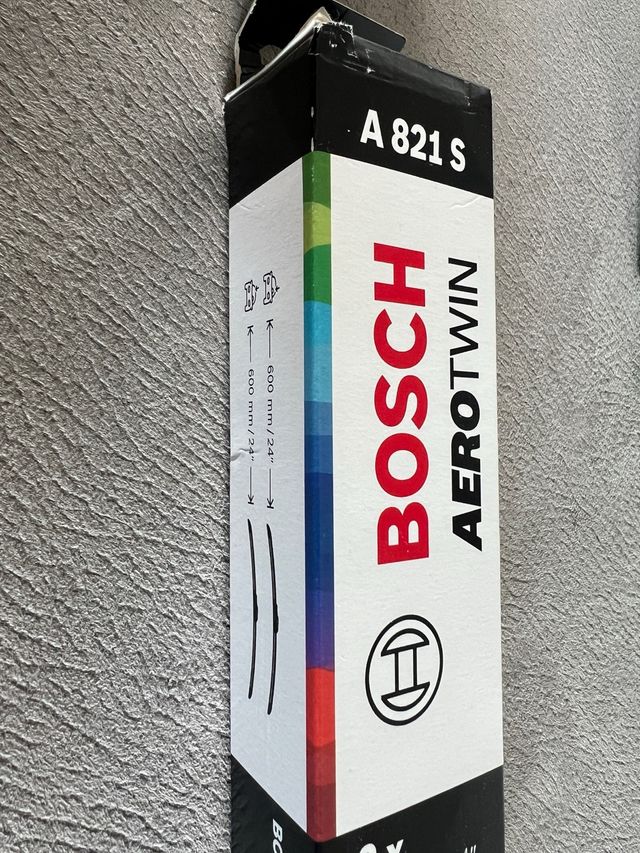 A 821 S
BOSCH
AEROTWIN
600 mm/24"
600 mm/24"